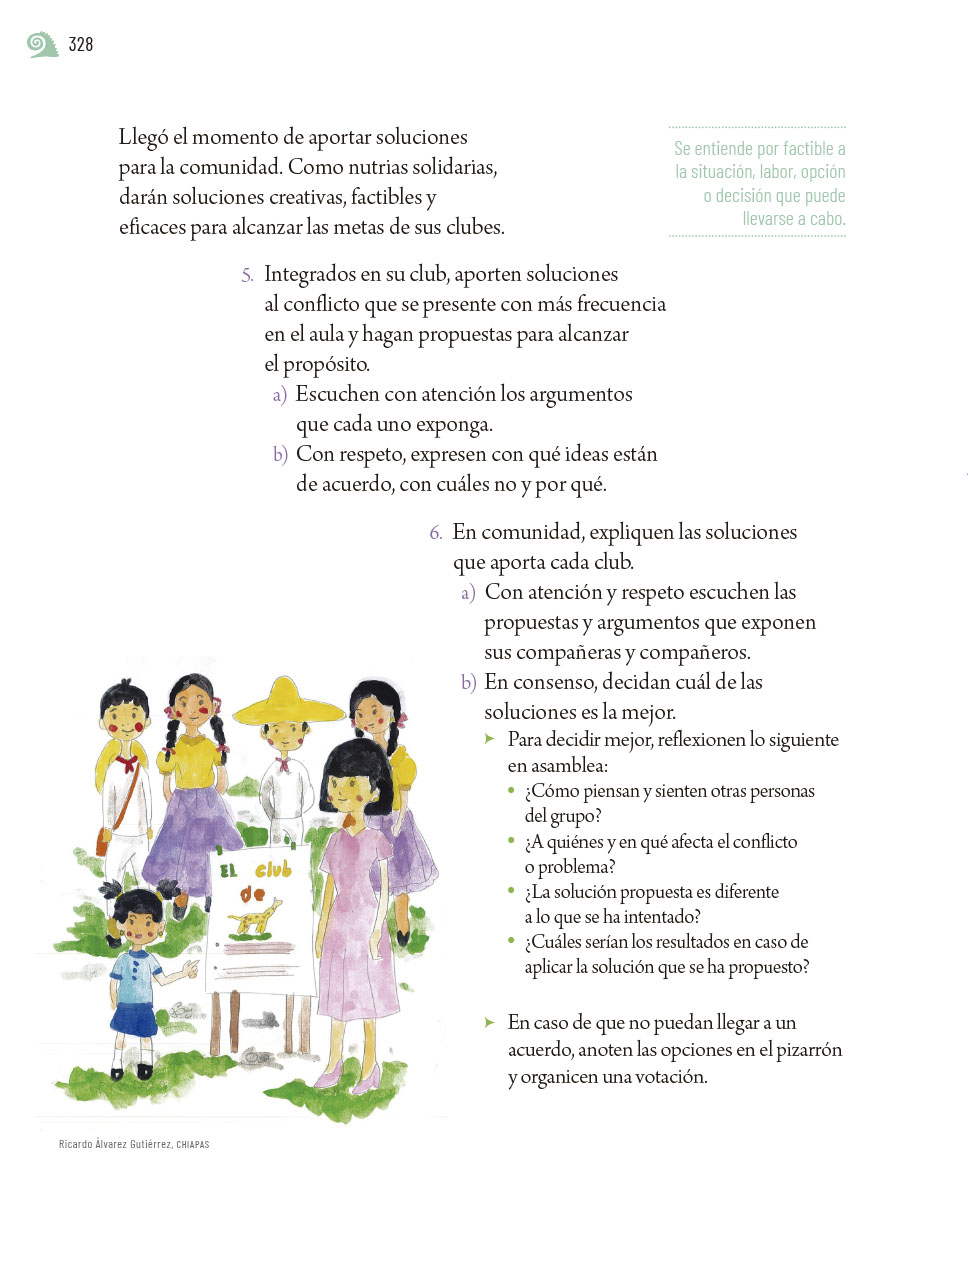 328
Llegó el momento de aportar soluciones
para la comunidad. Como nutrias solidarias,
darán soluciones creativas, factibles y
eficaces para alcanzar las metas de sus clubes.
Se entiende por factible a
la situación, labor, opción
o decisión que puede
llevarse a cabo.
5. Integrados en su club, aporten soluciones
al conflicto que se presente con más frecuencia
en el aula y hagan propuestas para alcanzar
el propósito.
a) Escuchen con atención los argumentos
que cada uno exponga.
b) Con respeto, expresen con qué ideas están
de acuerdo, con cuáles no y por qué.
6. En comunidad, expliquen las soluciones
que aporta cada club.
a) Con atención y respeto escuchen las
propuestas y argumentos que exponen
sus compañeras y compañeros.
b) En consenso, decidan cuál de las
soluciones es la mejor.
➤ Para decidir mejor, reflexionen lo siguiente
en asamblea:
• ¿Cómo piensan y sienten otras personas
del grupo?
• ¿A quiénes y en qué afecta el conflicto
o problema?
• ¿La solución propuesta es diferente
a lo que se ha intentado?
• ¿Cuáles serían los resultados en caso de
aplicar la solución que se ha propuesto?
➤ En caso de que no puedan llegar a un
acuerdo, anoten las opciones en el pizarrón
y organicen una votación.
EL club
de
Ricardo Álvarez Gutiérrez, CHIAPAS